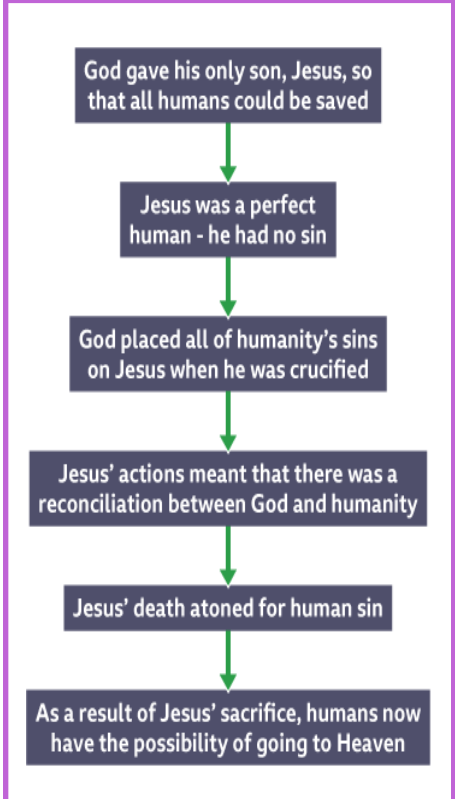 God gave his only son, Jesus, so
that all humans could be saved
Jesus was a perfect
human - he had no sin
God placed all of humanity's sins
on Jesus when he was crucified
Jesus' actions meant that there was a
reconciliation between God and humanity
Jesus' death atoned for human sin
As a result of Jesus' sacrifice, humans now
have the possibility of going to Heaven